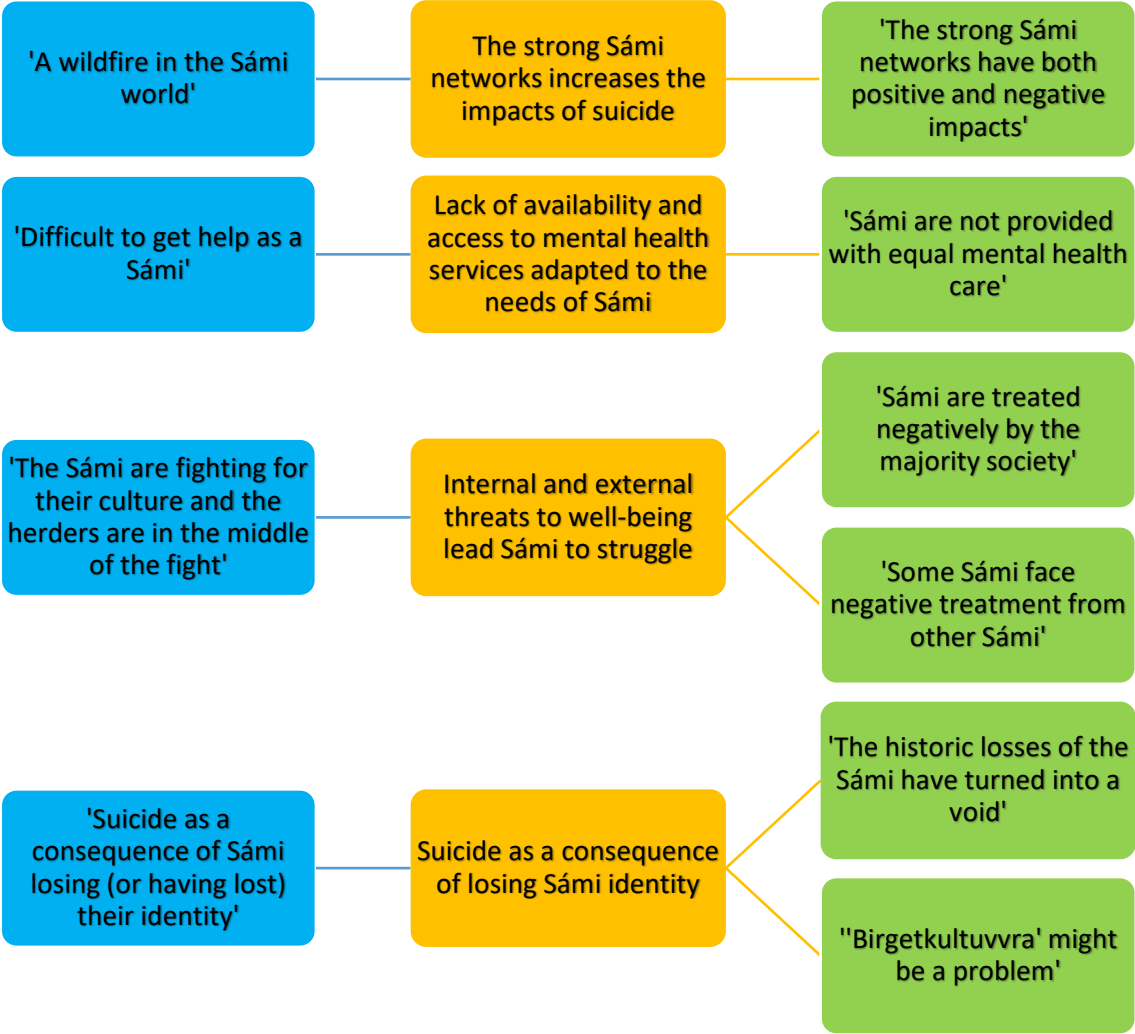 'A wildfire in the Sámi
world'
The strong Sámi
networks increases the
impacts of suicide
'The strong Sámi
networks have both
positive and negative
impacts'
'Difficult to get help as a
Sámi'
Lack of availability and
access to mental health
services adapted to the
needs of Sámi
'Sámi are not provided
with equal mental health
care'
'The Sámi are fighting for
their culture and the
herders are in the middle
of the fight'
Internal and external
threats to well-being
lead Sámi to struggle
'Sámi are treated
negatively by the
majority society'
'Some Sámi face
negative treatment from
other Sámi'
'Suicide as a
consequence of Sámi
losing (or having lost)
their identity'
Suicide as a consequence
of losing Sámi identity
'The historic losses of the
Sámi have turned into a
void'
''Birgetkultuvvra' might
be a problem'